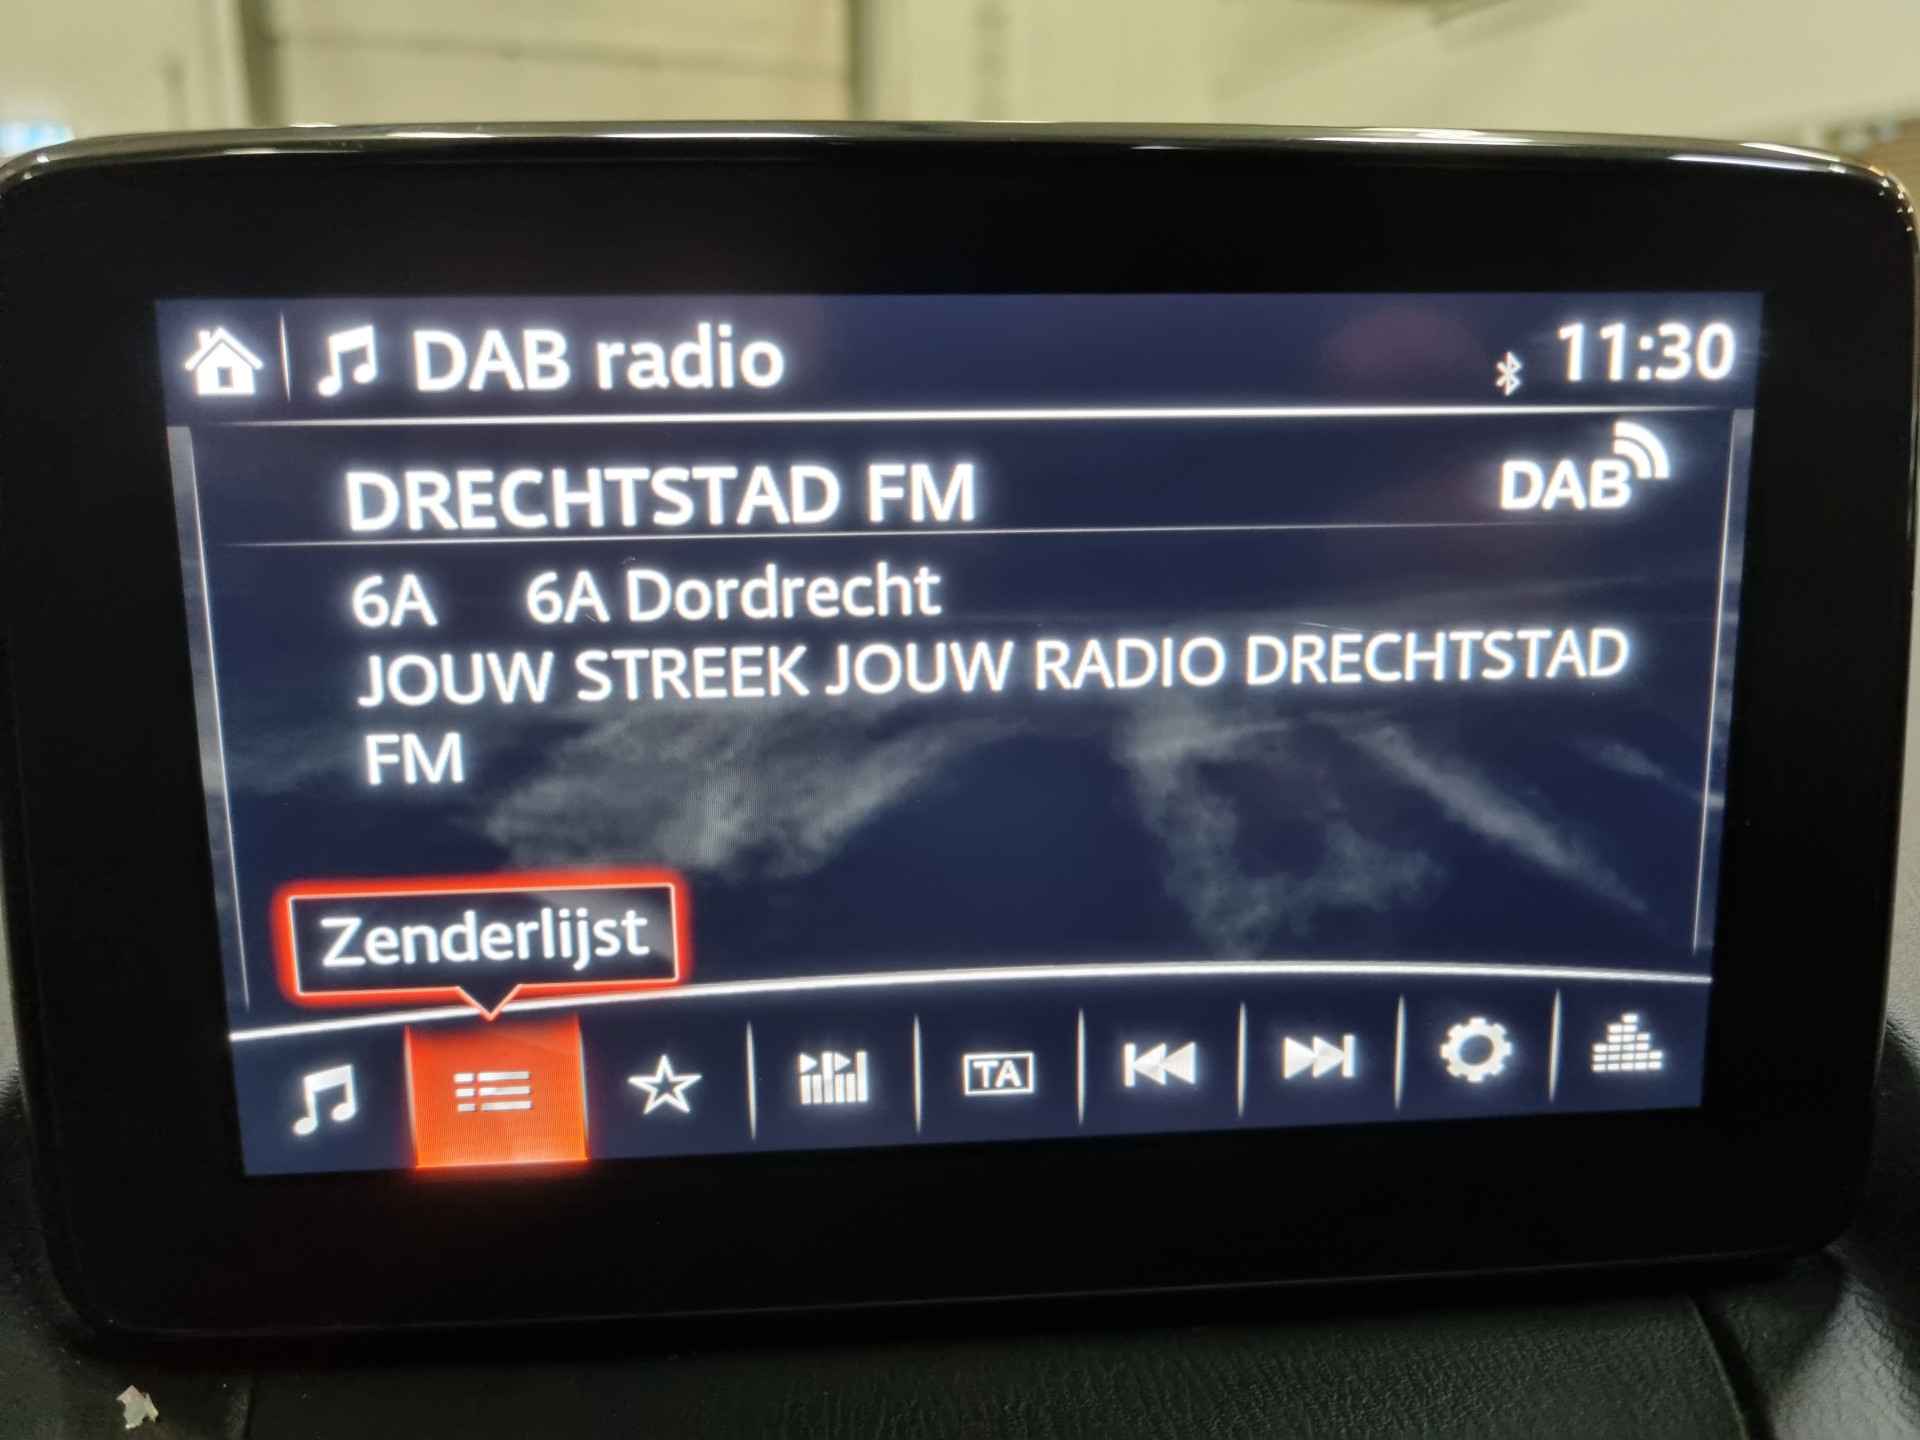 DAB radio 11:30
DRECHTSTAD FM DAB
6A 6A Dordrecht
JOUW STREEK JOUW RADIO DRECHTSTAD
FM
Zenderlijst
TA